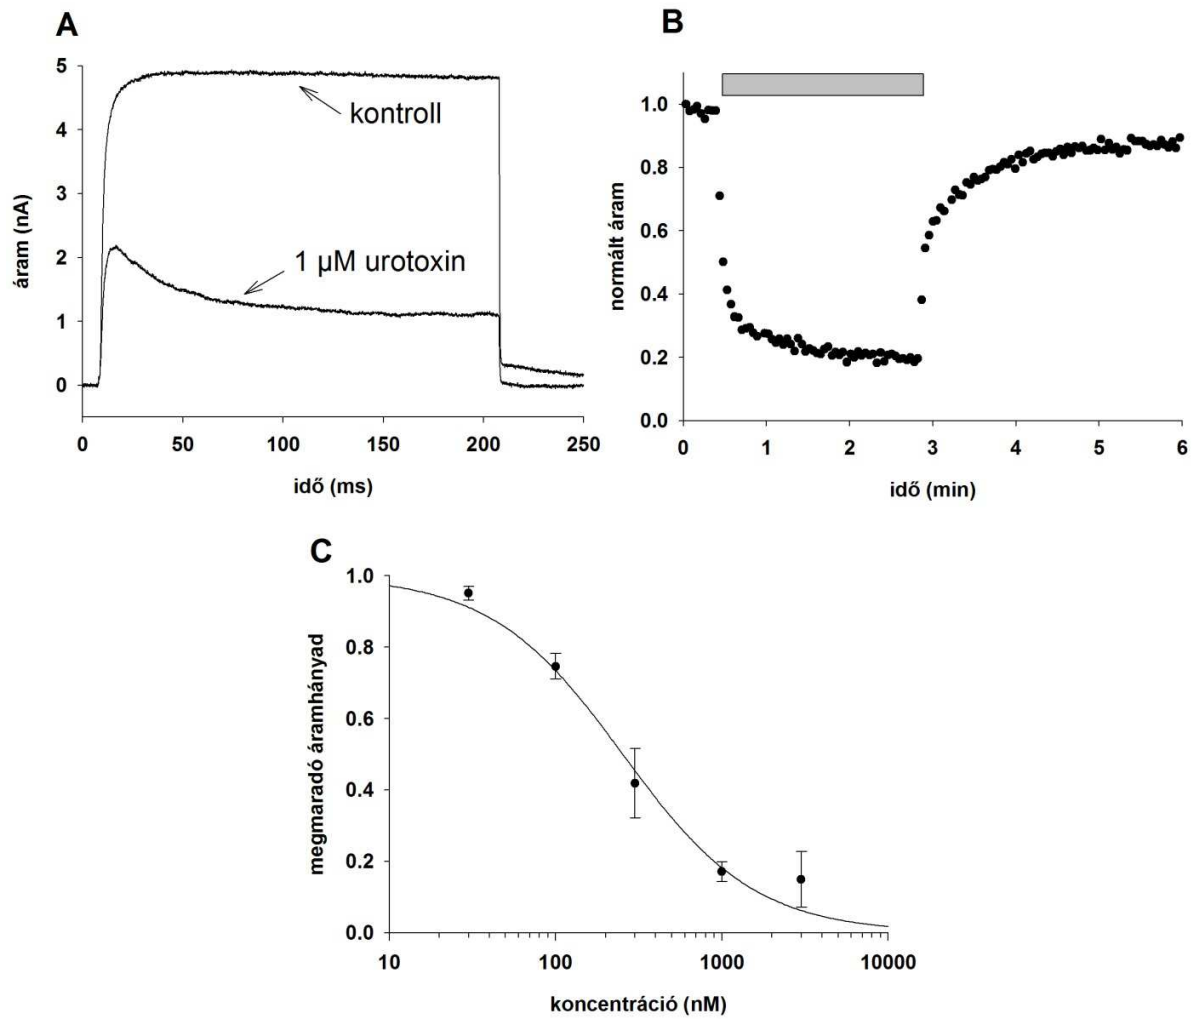 A
5
4
3
2
1
0
áram (nA)
kontroll
1 µM urotoxin
0 50 100 150 200 250
idő (ms)
B
1.0
0.8
0.6
0.4
0.2
0.0
normált áram
0 1 2 3 4 5 6
idő (min)
C
1.0
0.8
0.6
0.4
0.2
0.0
megmaradó áramhányad
10 100 1000 10000
koncentráció (nM)